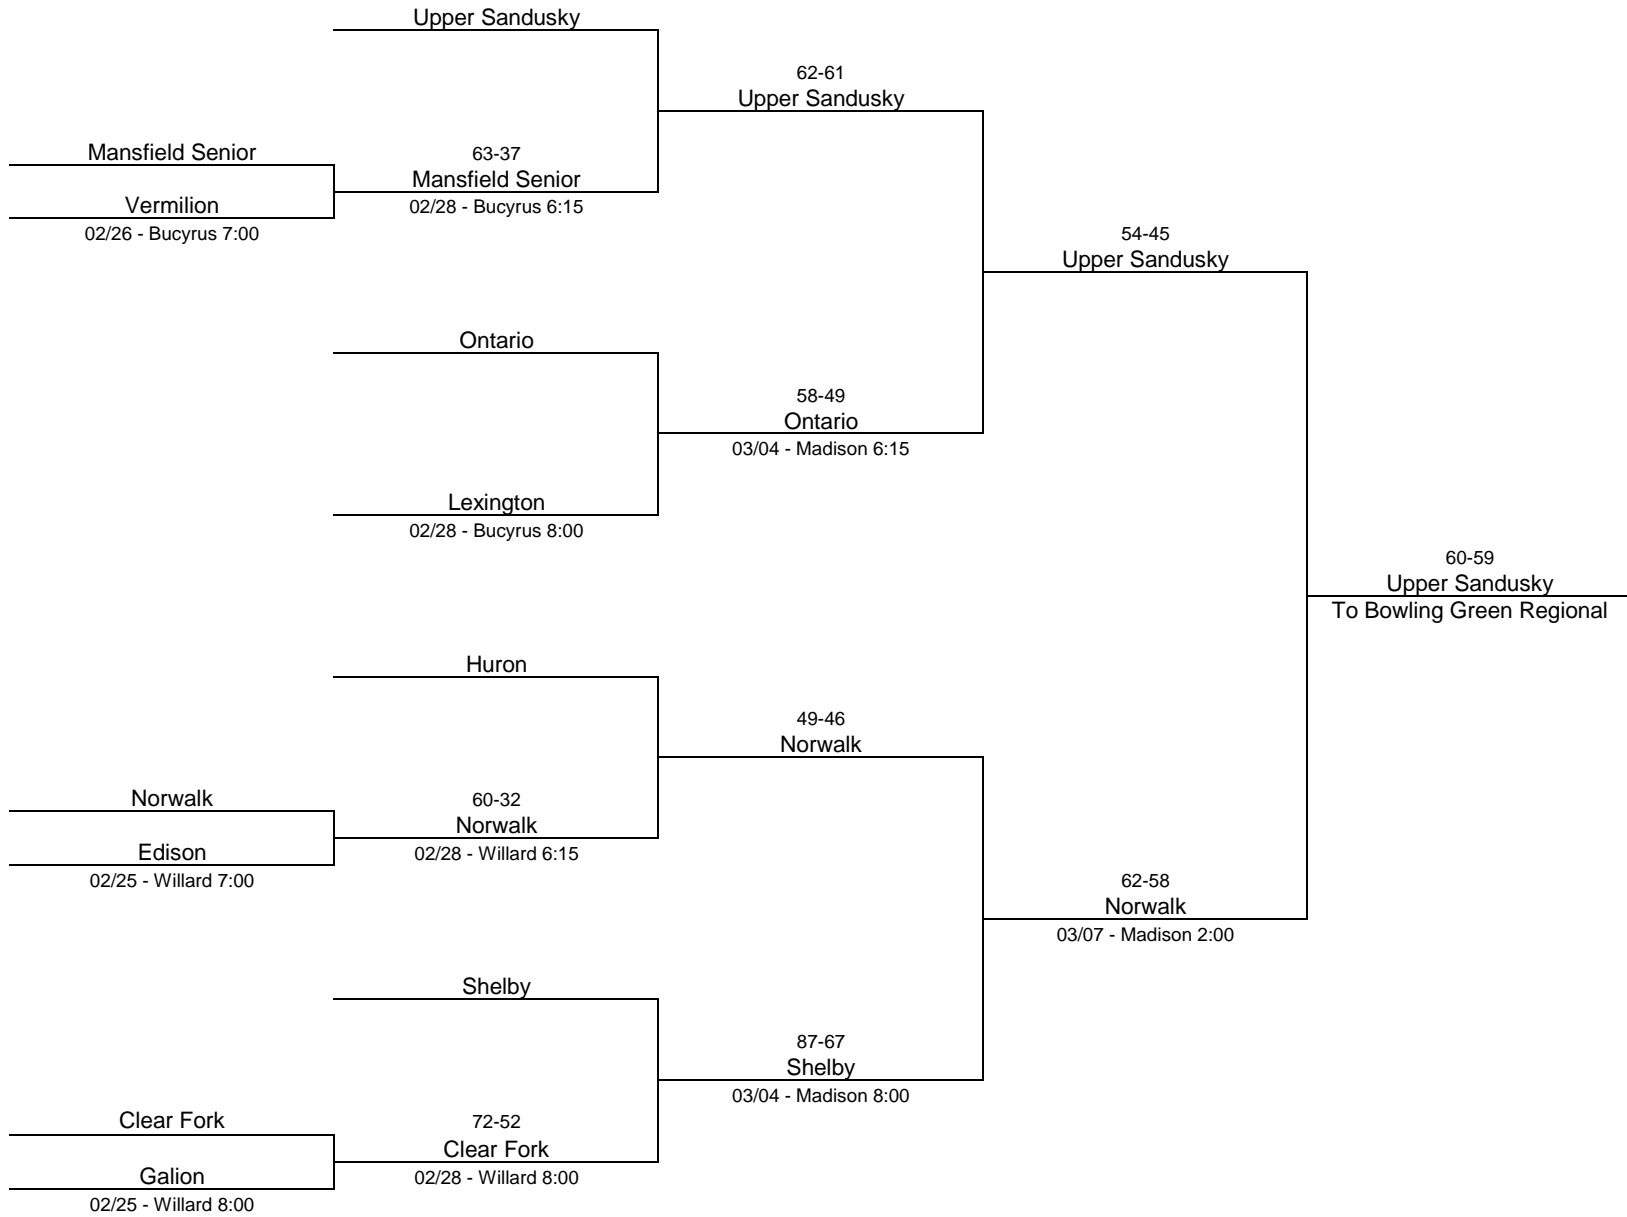 Upper Sandusky
62-61
Upper Sandusky
Mansfield Senior
63-37
Mansfield Senior
Vermilion
02/28 - Bucyrus 6:15
02/26 - Bucyrus 7:00
54-45
Upper Sandusky
Ontario
58-49
Ontario
03/04 - Madison 6:15
Lexington
02/28 - Bucyrus 8:00
60-59
Upper Sandusky
To Bowling Green Regional
Huron
49-46
Norwalk
Norwalk
60-32
Norwalk
Edison
02/28 - Willard 6:15
02/25 - Willard 7:00
62-58
Norwalk
03/07 - Madison 2:00
Shelby
87-67
Shelby
03/04 - Madison 8:00
Clear Fork
72-52
Clear Fork
Galion
02/28 - Willard 8:00
02/25 - Willard 8:00